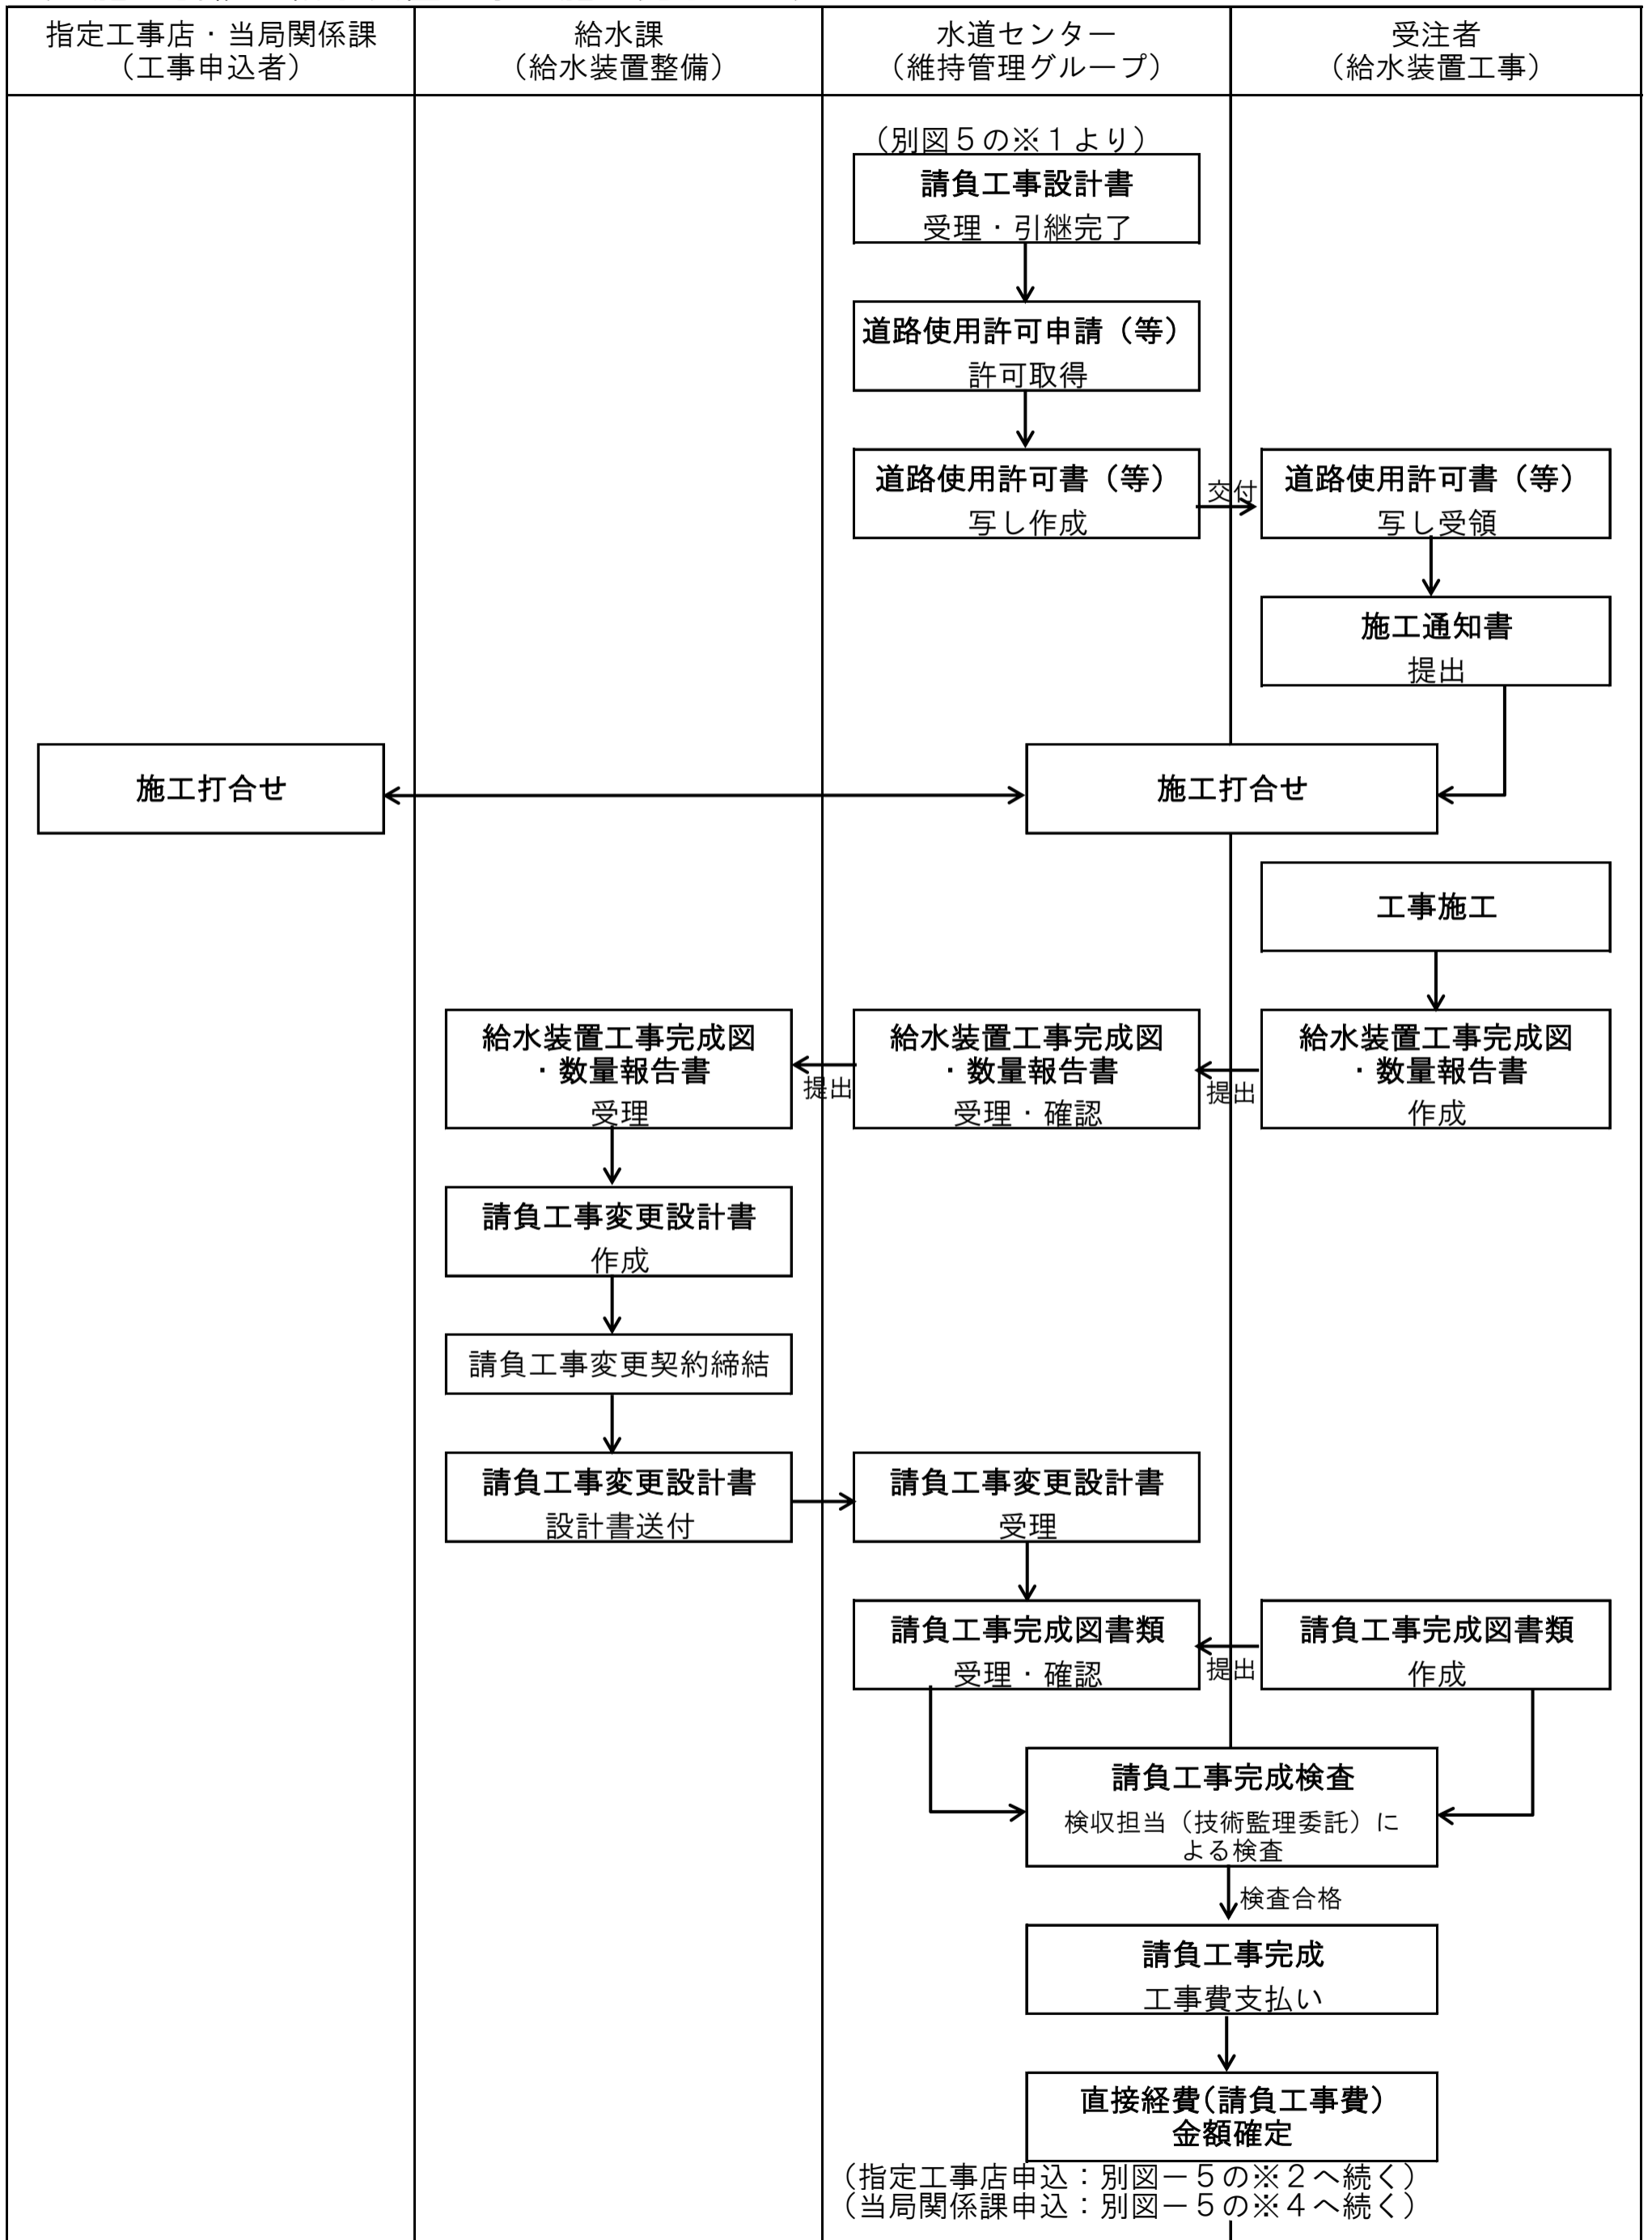 指定工事店・当局関係課
（工事申込者）
給水課
（給水装置整備）
水道センター
（維持管理グループ）
受注者
（給水装置工事）
（別図５の※１より）
請負工事設計書
受理・引継完了
道路使用許可申請（等）
許可取得
道路使用許可書（等）
写し作成
交付
道路使用許可書（等）
写し受領
施工通知書
提出
施工打合せ
施工打合せ
工事施工
給水装置工事完成図
・数量報告書
受理
提出
給水装置工事完成図
・数量報告書
受理・確認
提出
給水装置工事完成図
・数量報告書
作成
請負工事変更設計書
作成
請負工事変更契約締結
請負工事変更設計書
設計書送付
請負工事変更設計書
受理
請負工事完成図書類
受理・確認
提出
請負工事完成図書類
作成
請負工事完成検査
検収担当（技術監理委託）に
よる検査
検査合格
請負工事完成
工事費支払い
直接経費（請負工事費）
金額確定
（指定工事店申込：別図－５の※２へ続く）
（当局関係課申込：別図－５の※４へ続く）